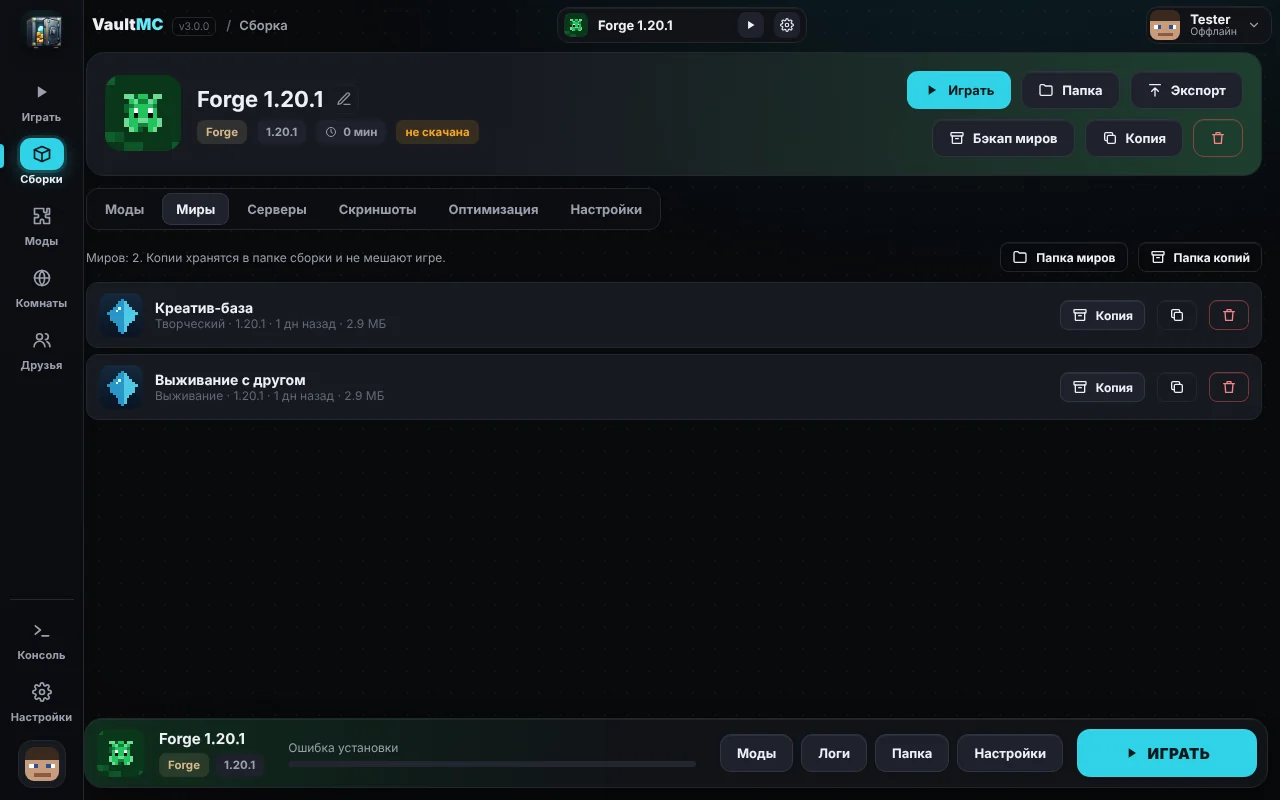 VaultMC v3.0.0 / Сборка
Forge 1.20.1
Tester
Оффлайн
Играть
Сборки
Моды
Комнаты
Друзья
Консоль
Настройки
Forge 1.20.1
Forge 1.20.1 0 мин не скачана
Играть Папка Экспорт
Бэкап миров Копия
Моды Миры Серверы Скриншоты Оптимизация Настройки
Миров: 2. Копии хранятся в папке сборки и не мешают игре.
Папка миров Папка копий
Креатив-база
Творческий · 1.20.1 · 1 дн назад · 2.9 МБ
Копия
Выживание с другом
Выживание · 1.20.1 · 1 дн назад · 2.9 МБ
Копия
Forge 1.20.1
Forge 1.20.1
Ошибка установки
Моды Логи Папка Настройки ИГРАТЬ